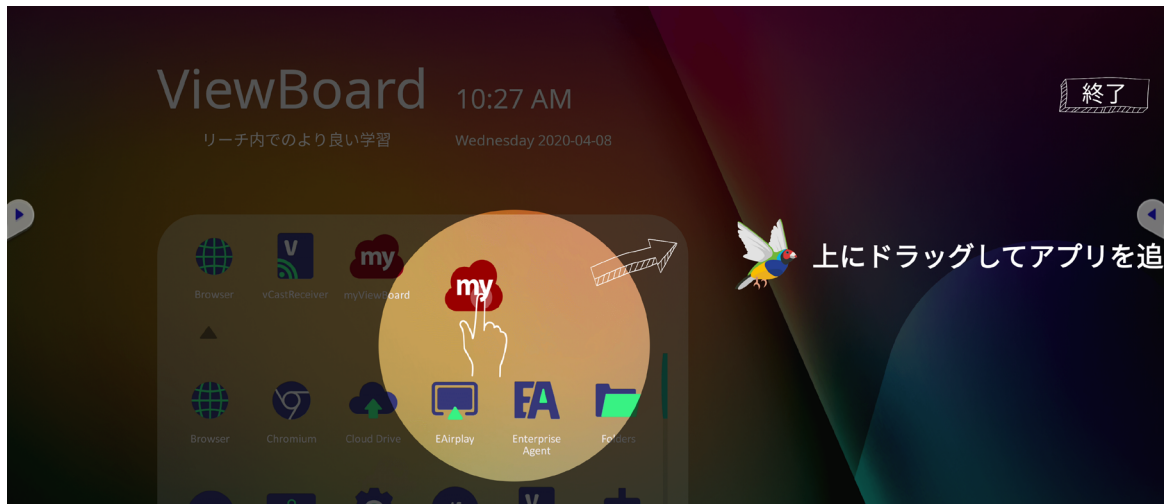 ViewBoard
10:27 AM
終了
リーチ内でのより良い学習
Wednesday 2020-04-08
上にドラッグしてアプリを追
V
my
my
Browser
vCastReceiver
myViewBoard
EA
Browser
Chromium
Cloud Drive
EAirplay
Enterprise
Agent
Folders
V